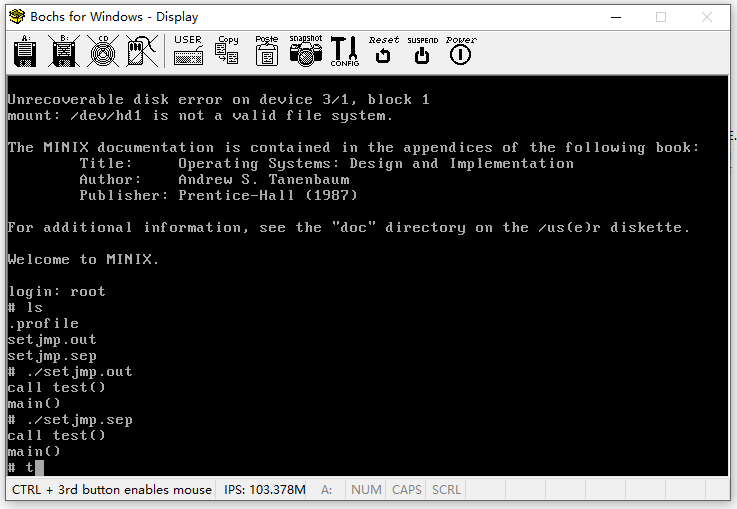 Bochs for Windows - Display
A: B: CD USER Copy Paste snapshot CONFIG Reset SUSPEND Power
Unrecoverable disk error on device 3/1, block 1
mount: /dev/hd1 is not a valid file system.
The MINIX documentation is contained in the appendices of the following book:
Title: Operating Systems: Design and Implementation
Author: Andrew S. Tanenbaum
Publisher: Prentice-Hall (1987)
For additional information, see the "doc" directory on the /us(e)r diskette.
Welcome to MINIX.
login: root
# ls
.profile
setjmp.out
setjmp.sep
# ./setjmp.out
call test()
main()
# ./setjmp.sep
call test()
main()
# t
CTRL + 3rd button enables mouse IPS: 103.378M A: NUM CAPS SCRL